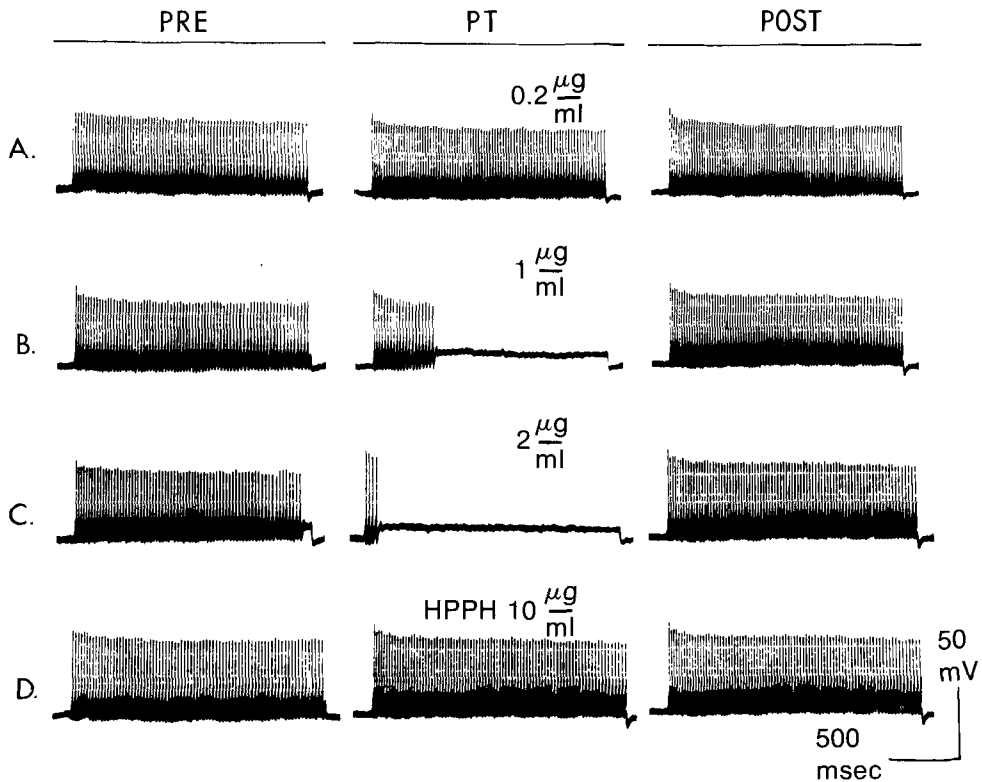 PRE PT POST
A. 0.2 μg/ml
B. 1 μg/ml
C. 2 μg/ml
D. HPPH 10 μg/ml
50
mV
500
msec